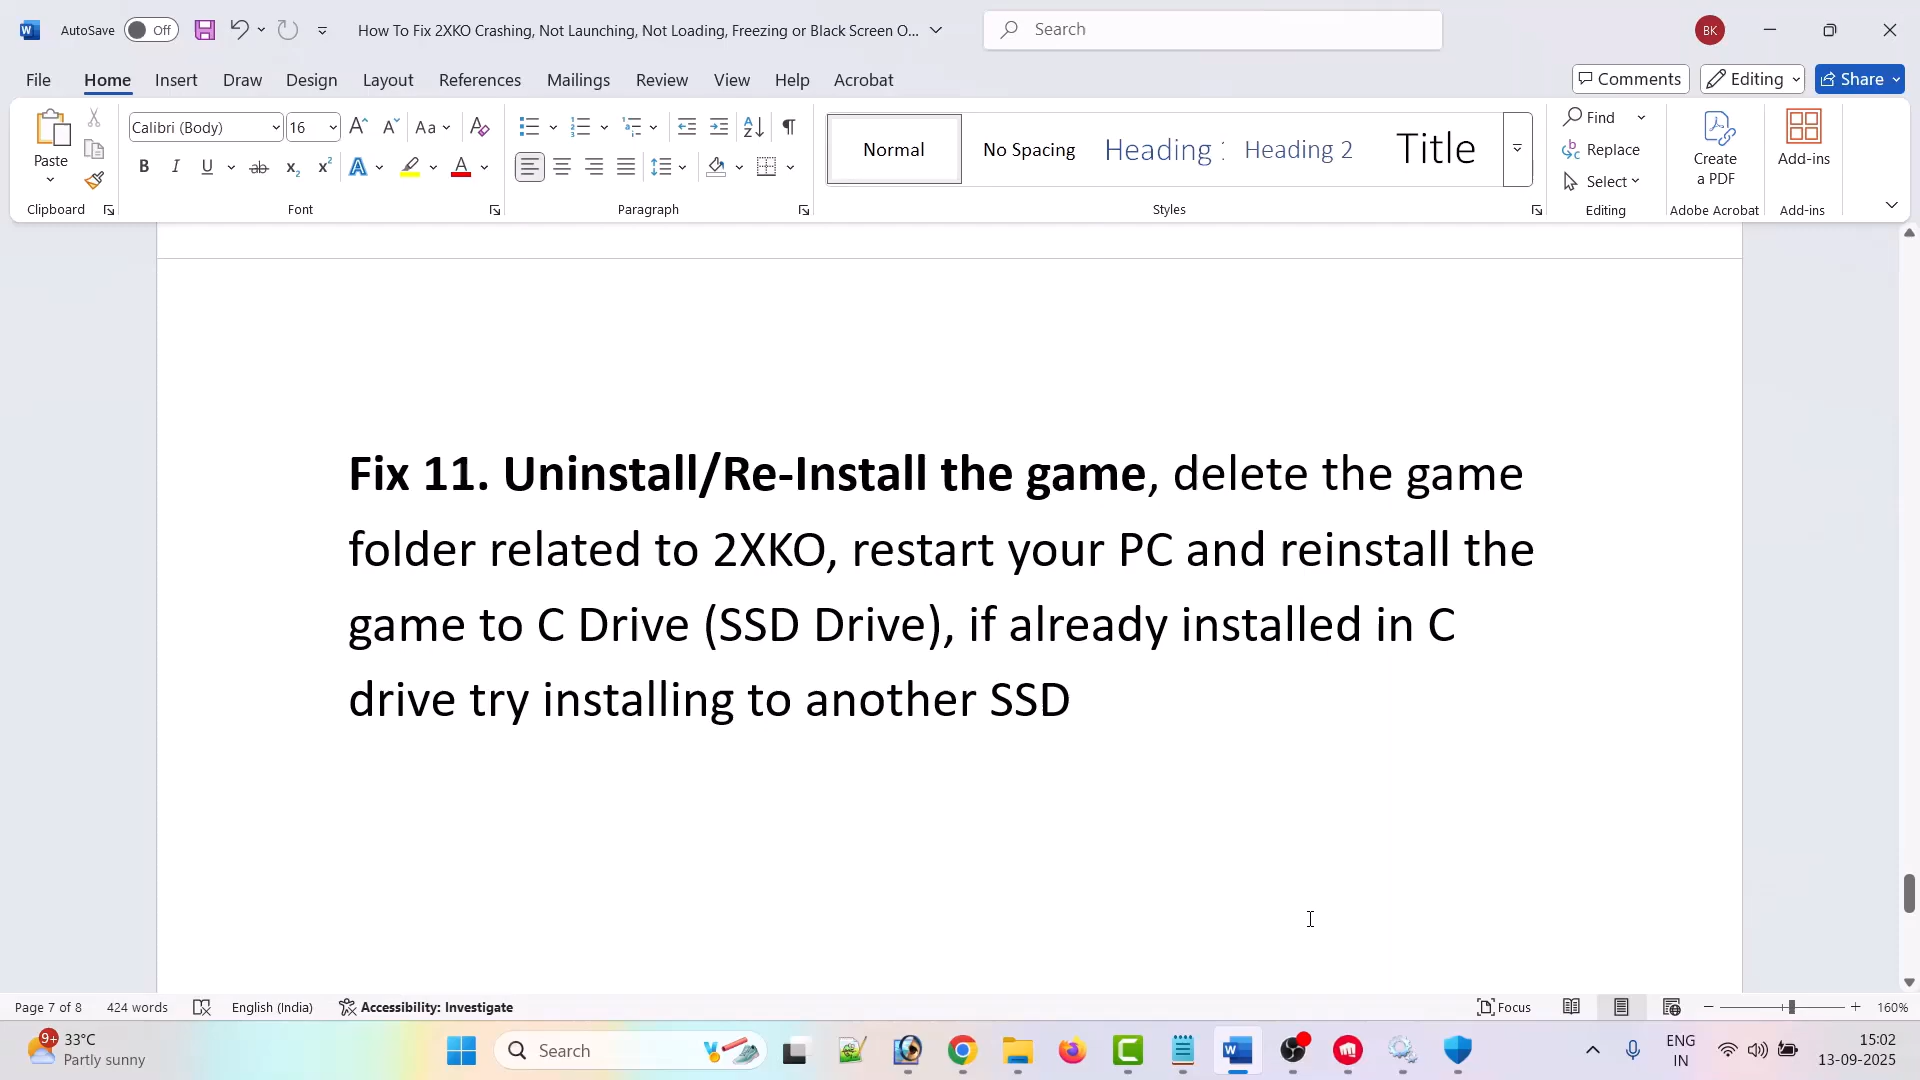 AutoSave Off How To Fix 2XKO Crashing, Not Launching, Not Loading, Freezing or Black Screen O... Search BK
File Home Insert Draw Design Layout References Mailings Review View Help Acrobat Comments Editing Share
Calibri (Body) 16 Aa Normal No Spacing Heading Heading 2 Title Find
Paste Replace Create a PDF Add-ins
Select
Clipboard Font Paragraph Styles Editing Adobe Acrobat Add-ins
Fix 11. Uninstall/Re-Install the game, delete the game
folder related to 2XKO, restart your PC and reinstall the
game to C Drive (SSD Drive), if already installed in C
drive try installing to another SSD
Page 7 of 8 424 words English (India) Accessibility: Investigate Focus 160%
9+ 33°C Search ENG 15:02
Partly sunny IN 13-09-2025